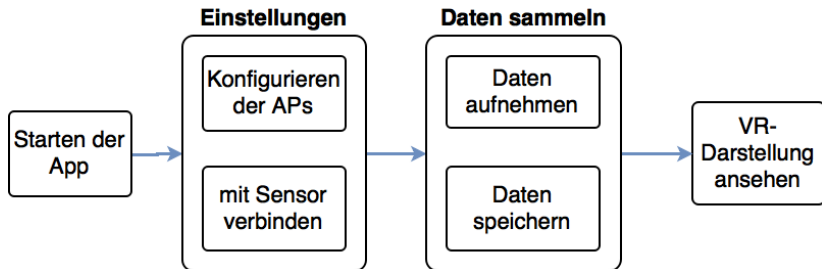 Starten der
App
Einstellungen
Konfigurieren
der APs
mit Sensor
verbinden
Daten sammeln
Daten
aufnehmen
Daten
speichern
VR-
Darstellung
ansehen